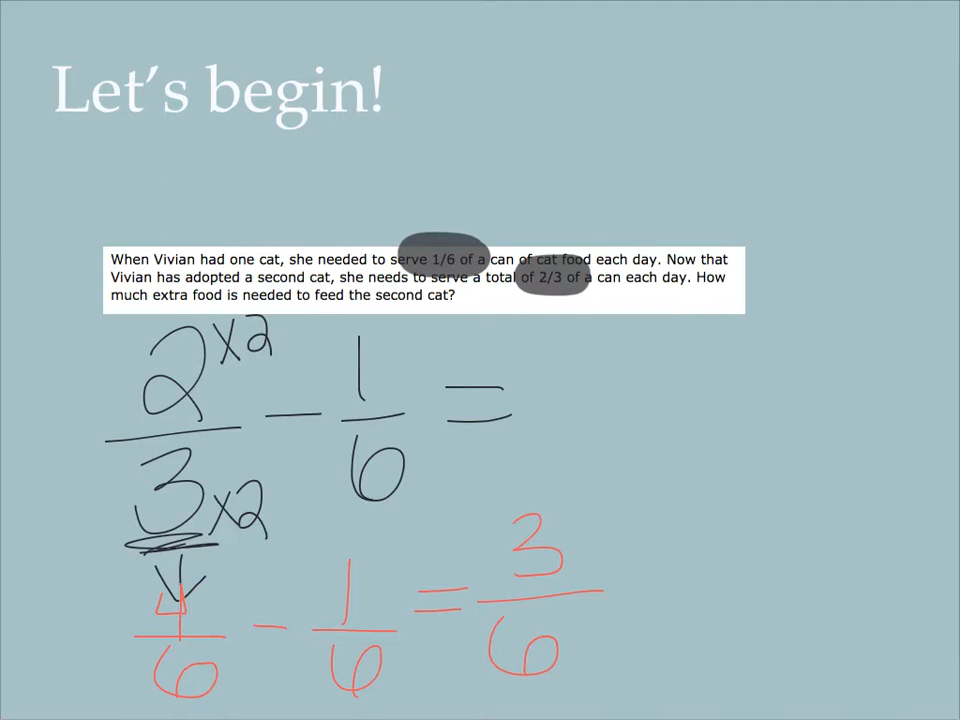 Let's begin!
When Vivian had one cat, she needed to serve 1/6 of a can of cat food each day. Now that
Vivian has adopted a second cat, she needs to serve a total of 2/3 of a can each day. How
much extra food is needed to feed the second cat?
2 ×2 / 3 ×2 − 1/6 =
4/6 − 1/6 = 3/6